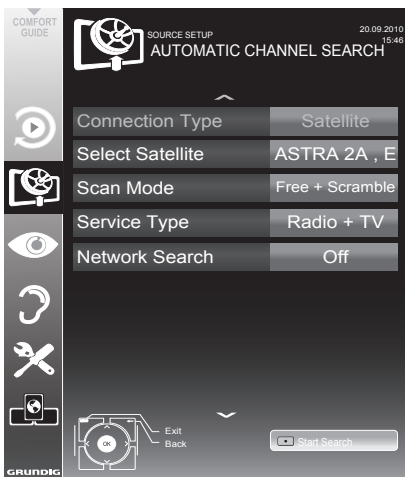 COMFORT
GUIDE
SOURCE SETUP
20.09.2010
15:46
AUTOMATIC CHANNEL SEARCH
Connection Type Satellite
Select Satellite ASTRA 2A , E
Scan Mode Free + Scramble
Service Type Radio + TV
Network Search Off
Exit
OK
Back
Start Search
GRUNDIG